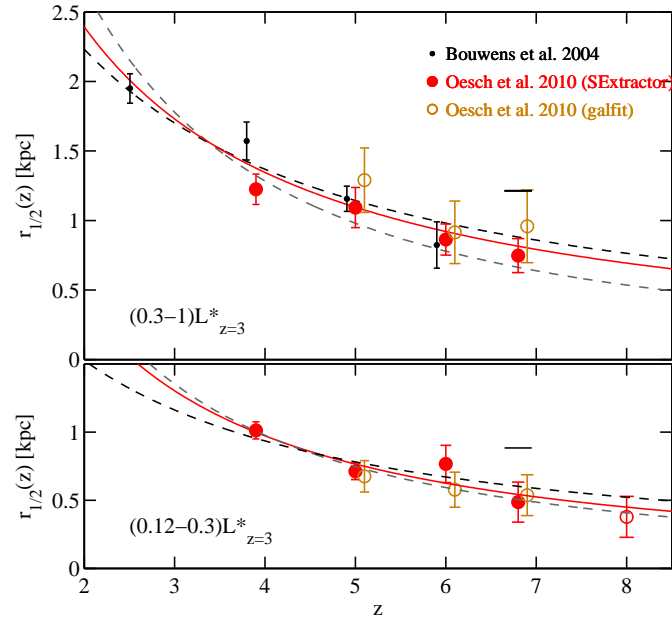 2.5
2
1.5
1
0.5
0
r1/2(z) [kpc]
Bouwens et al. 2004
Oesch et al. 2010 (SExtractor)
Oesch et al. 2010 (galfit)
(0.3–1)L*z=3
1
0.5
0
r1/2(z) [kpc]
(0.12–0.3)L*z=3
2 3 4 5 6 7 8
z